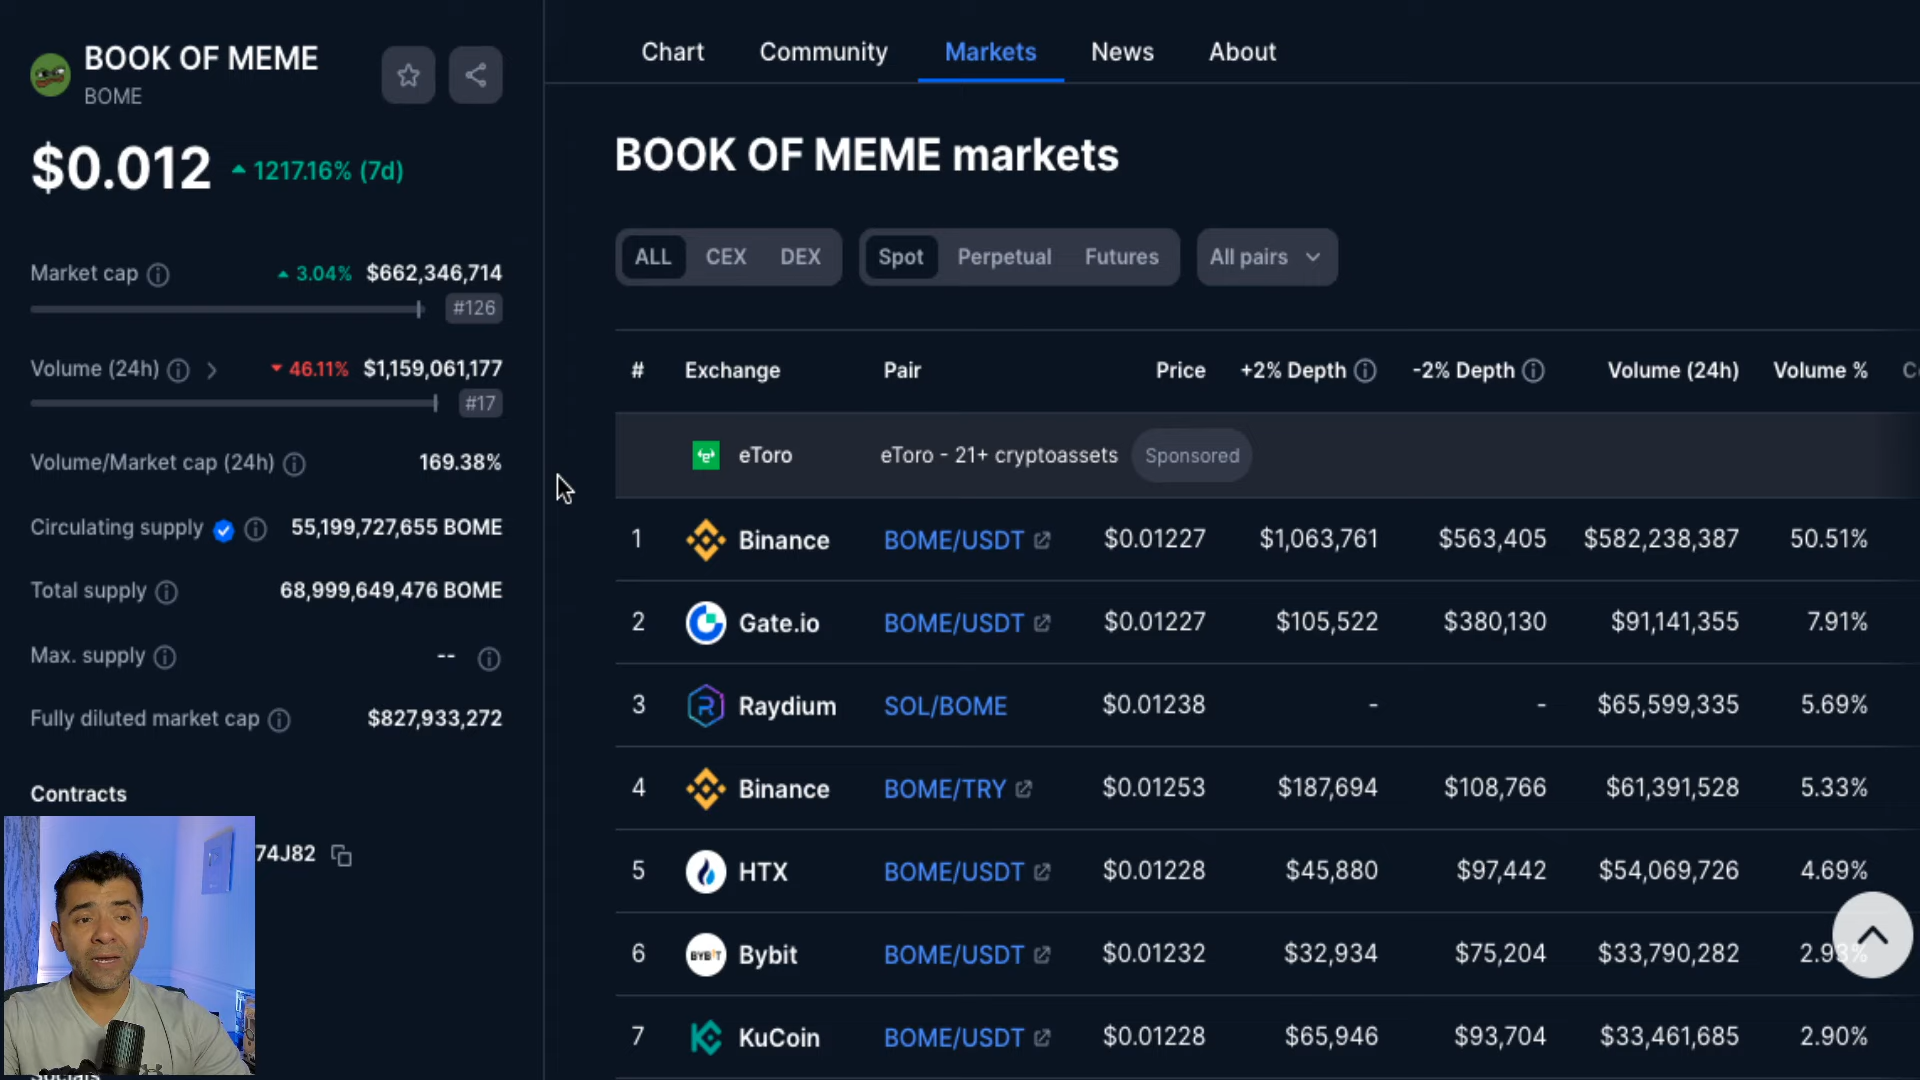 BOOK OF MEME
BOME
$0.012 1217.16% (7d)
Market cap 3.04% $662,346,714
#126
Volume (24h) 46.11% $1,159,061,177
#17
Volume/Market cap (24h) 169.38%
Circulating supply 55,199,727,655 BOME
Total supply 68,999,649,476 BOME
Max. supply --
Fully diluted market cap $827,933,272
Contracts
74J82
Chart Community Markets News About
BOOK OF MEME markets
ALL CEX DEX Spot Perpetual Futures All pairs
# Exchange Pair Price +2% Depth -2% Depth Volume (24h) Volume %
eToro eToro - 21+ cryptoassets Sponsored
1 Binance BOME/USDT $0.01227 $1,063,761 $563,405 $582,238,387 50.51%
2 Gate.io BOME/USDT $0.01227 $105,522 $380,130 $91,141,355 7.91%
3 Raydium SOL/BOME $0.01238 - - $65,599,335 5.69%
4 Binance BOME/TRY $0.01253 $187,694 $108,766 $61,391,528 5.33%
5 HTX BOME/USDT $0.01228 $45,880 $97,442 $54,069,726 4.69%
6 BYBIT Bybit BOME/USDT $0.01232 $32,934 $75,204 $33,790,282 2.93%
7 KuCoin BOME/USDT $0.01228 $65,946 $93,704 $33,461,685 2.90%